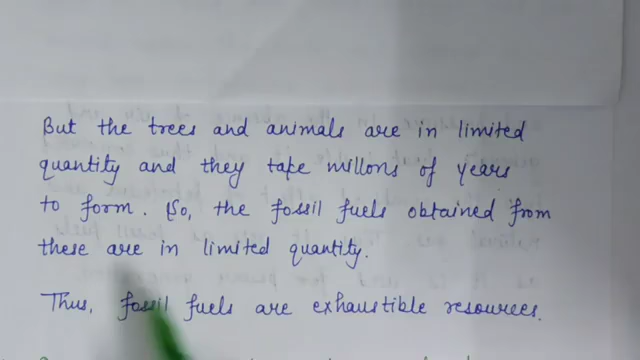 But the trees and animals are in limited
quantity and they take millons of years
to form. So, the fossil fuels obtained from
these are in limited quantity.
Thus, fossil fuels are exhaustible resources.